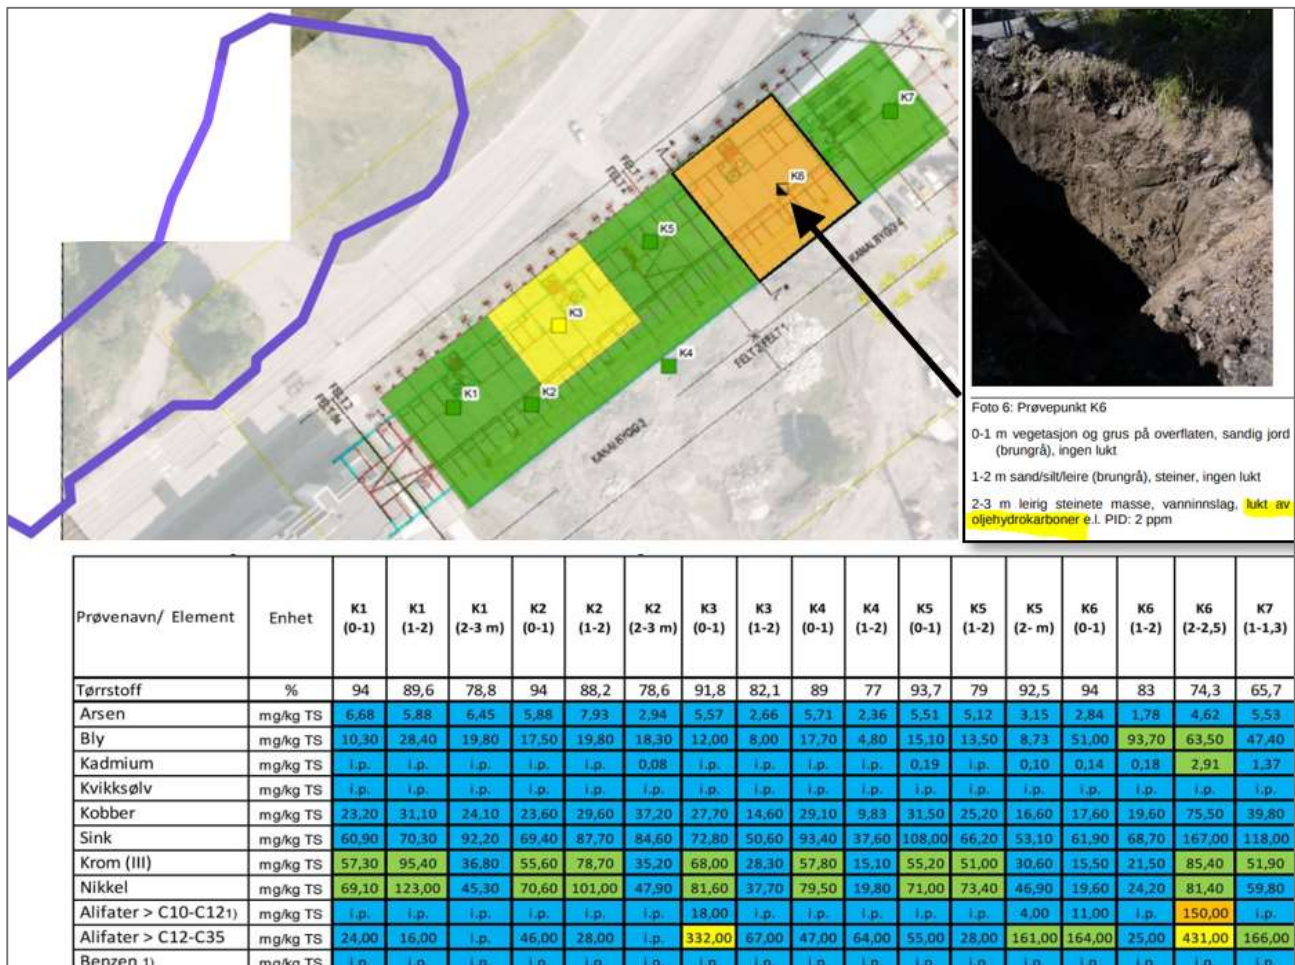 K7
K6
FELT 1
FELT 2
K5
KANALBYGG 4
K3
FELT 2 FELT 1
K4
FELT 2
K1
K2
KANALBYGG 3
Foto 6: Prøvepunkt K6
0-1 m vegetasjon og grus på overflaten, sandig jord
(brungrå), ingen lukt
1-2 m sand/silt/leire (brungrå), steiner, ingen lukt
2-3 m leirig steinete masse, vanninnslag, lukt av
oljehydrokarboner e.l. PID: 2 ppm
Prøvenavn/ Element Enhet K1 (0-1) K1 (1-2) K1 (2-3 m) K2 (0-1) K2 (1-2) K2 (2-3 m) K3 (0-1) K3 (1-2) K4 (0-1) K4 (1-2) K5 (0-1) K5 (1-2) K5 (2- m) K6 (0-1) K6 (1-2) K6 (2-2,5) K7 (1-1,3)
Tørrstoff % 94 89,6 78,8 94 88,2 78,6 91,8 82,1 89 77 93,7 79 92,5 94 83 74,3 65,7
Arsen mg/kg TS 6,68 5,88 6,45 5,88 7,93 2,94 5,57 2,66 5,71 2,36 5,51 5,12 3,15 2,84 1,78 4,62 5,53
Bly mg/kg TS 10,30 28,40 19,80 17,50 19,80 18,30 12,00 8,00 17,70 4,80 15,10 13,50 8,73 51,00 93,70 63,50 47,40
Kadmium mg/kg TS i.p. i.p. i.p. i.p. i.p. 0,08 i.p. i.p. i.p. i.p. 0,19 i.p. 0,10 0,14 0,18 2,91 1,37
Kvikksølv mg/kg TS i.p. i.p. i.p. i.p. i.p. i.p. i.p. i.p. i.p. i.p. i.p. i.p. i.p. i.p. i.p. i.p. i.p.
Kobber mg/kg TS 23,20 31,10 24,10 23,60 29,60 37,20 27,70 14,60 29,10 9,83 31,50 25,20 16,60 17,60 19,60 75,50 39,80
Sink mg/kg TS 60,90 70,30 92,20 69,40 87,70 84,60 72,80 50,60 93,40 37,60 108,00 66,20 53,10 61,90 68,70 167,00 118,00
Krom (III) mg/kg TS 57,30 95,40 36,80 55,60 78,70 35,20 68,00 28,30 57,80 15,10 55,20 51,00 30,60 15,50 21,50 85,40 51,90
Nikkel mg/kg TS 69,10 123,00 45,30 70,60 101,00 47,90 81,60 37,70 79,50 19,80 71,00 73,40 46,90 19,60 24,20 81,40 59,80
Alifater > C10-C121) mg/kg TS i.p. i.p. i.p. i.p. i.p. i.p. 18,00 i.p. i.p. i.p. i.p. i.p. 4,00 11,00 i.p. 150,00 i.p.
Alifater > C12-C35 mg/kg TS 24,00 16,00 i.p. 46,00 28,00 i.p. 332,00 67,00 47,00 64,00 55,00 28,00 161,00 164,00 25,00 431,00 166,00
Benzen 1) mg/kg TS i.p. i.p. i.p. i.p. i.p. i.p. i.p. i.p. i.p. i.p. i.p. i.p. i.p. i.p. i.p. i.p. i.p.